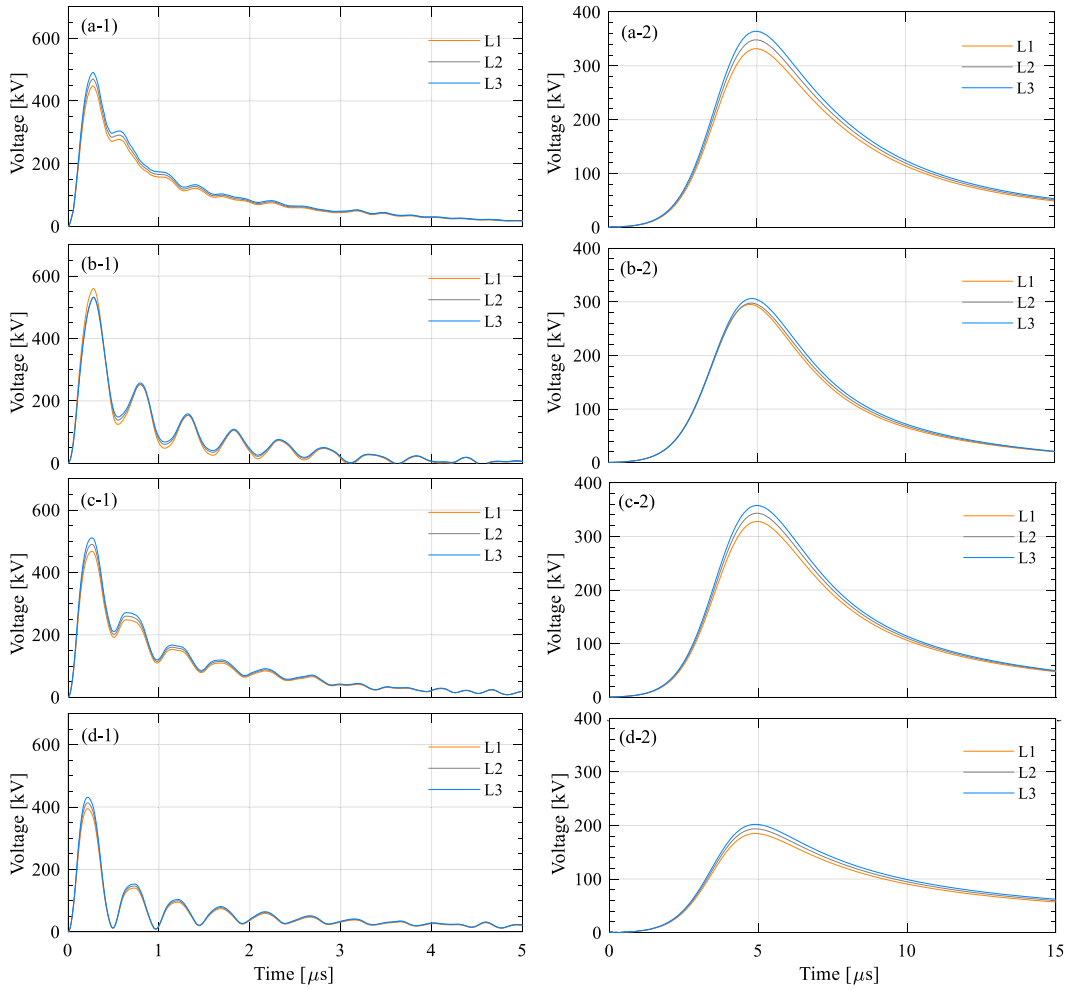 (a-1)
Voltage [kV]
600
400
200
0
L1
L2
L3
(a-2)
Voltage [kV]
400
300
200
100
0
L1
L2
L3
(b-1)
Voltage [kV]
600
400
200
0
L1
L2
L3
(b-2)
Voltage [kV]
400
300
200
100
0
L1
L2
L3
(c-1)
Voltage [kV]
600
400
200
0
L1
L2
L3
(c-2)
Voltage [kV]
400
300
200
100
0
L1
L2
L3
(d-1)
Voltage [kV]
600
400
200
0
L1
L2
L3
0 1 2 3 4 5
Time [μs]
(d-2)
Voltage [kV]
400
300
200
100
0
L1
L2
L3
0 5 10 15
Time [μs]